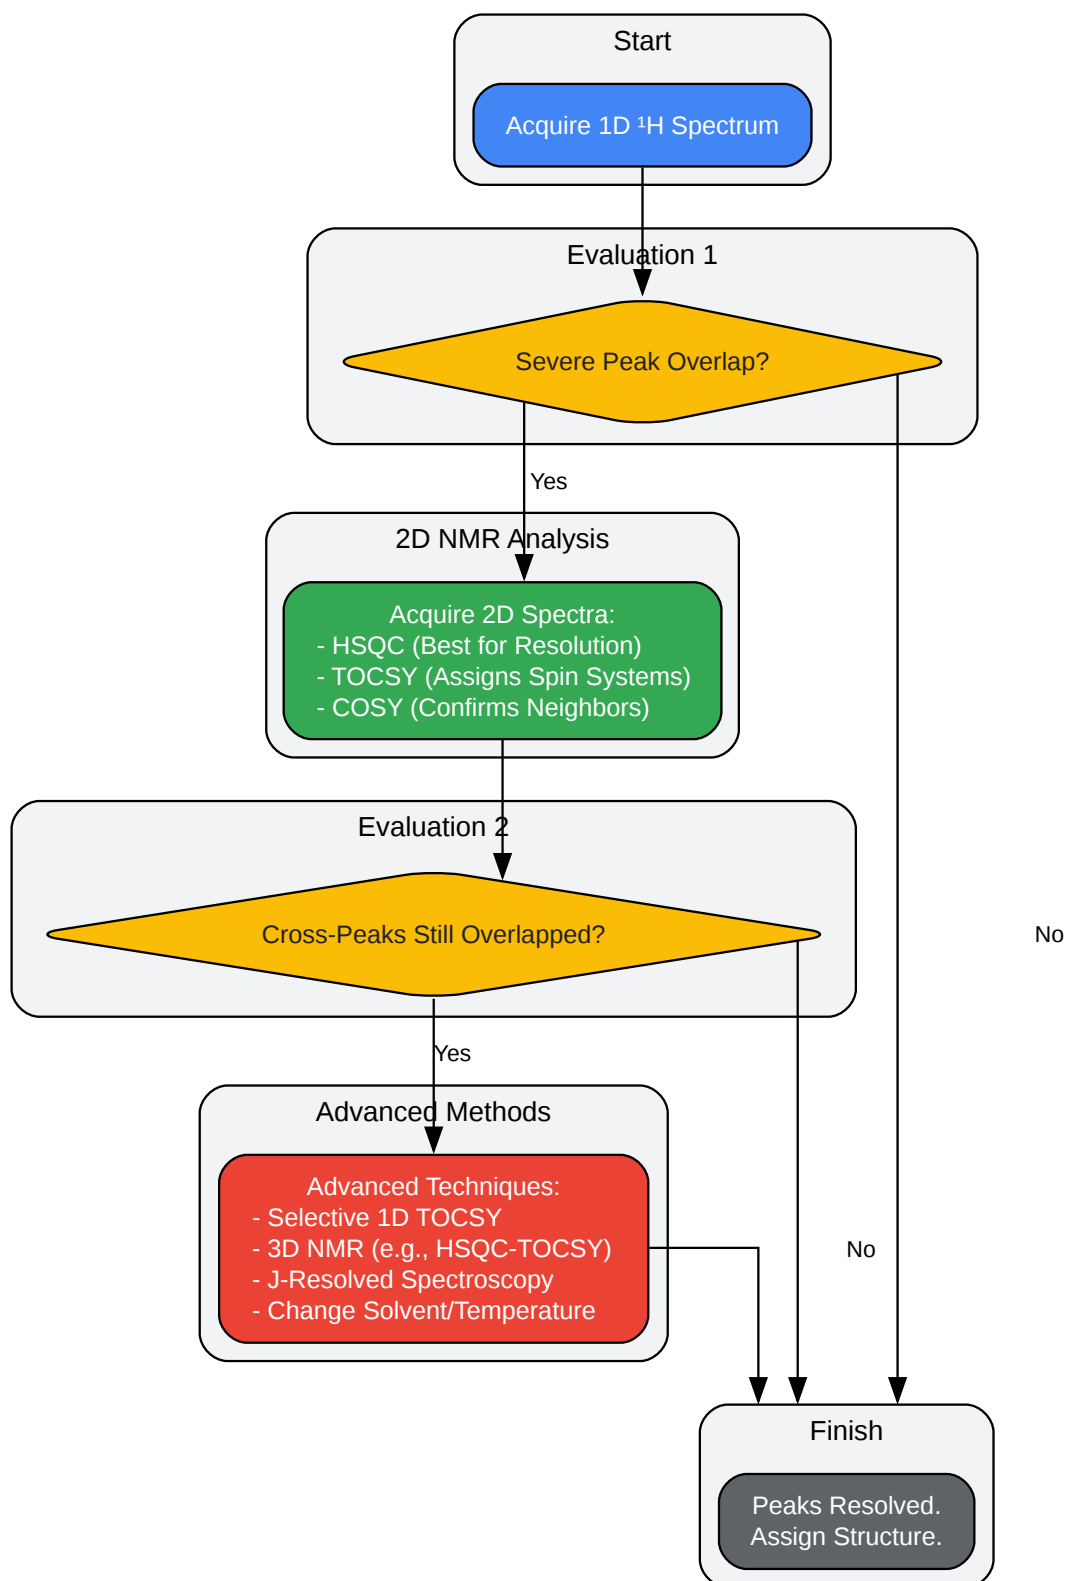 Start
Acquire 1D ¹H Spectrum
Evaluation 1
Severe Peak Overlap?
Yes
2D NMR Analysis
Acquire 2D Spectra:
- HSQC (Best for Resolution)
- TOCSY (Assigns Spin Systems)
- COSY (Confirms Neighbors)
Evaluation 2
Cross-Peaks Still Overlapped?
No
Yes
Advanced Methods
Advanced Techniques:
- Selective 1D TOCSY
- 3D NMR (e.g., HSQC-TOCSY)
- J-Resolved Spectroscopy
- Change Solvent/Temperature
No
Finish
Peaks Resolved.
Assign Structure.